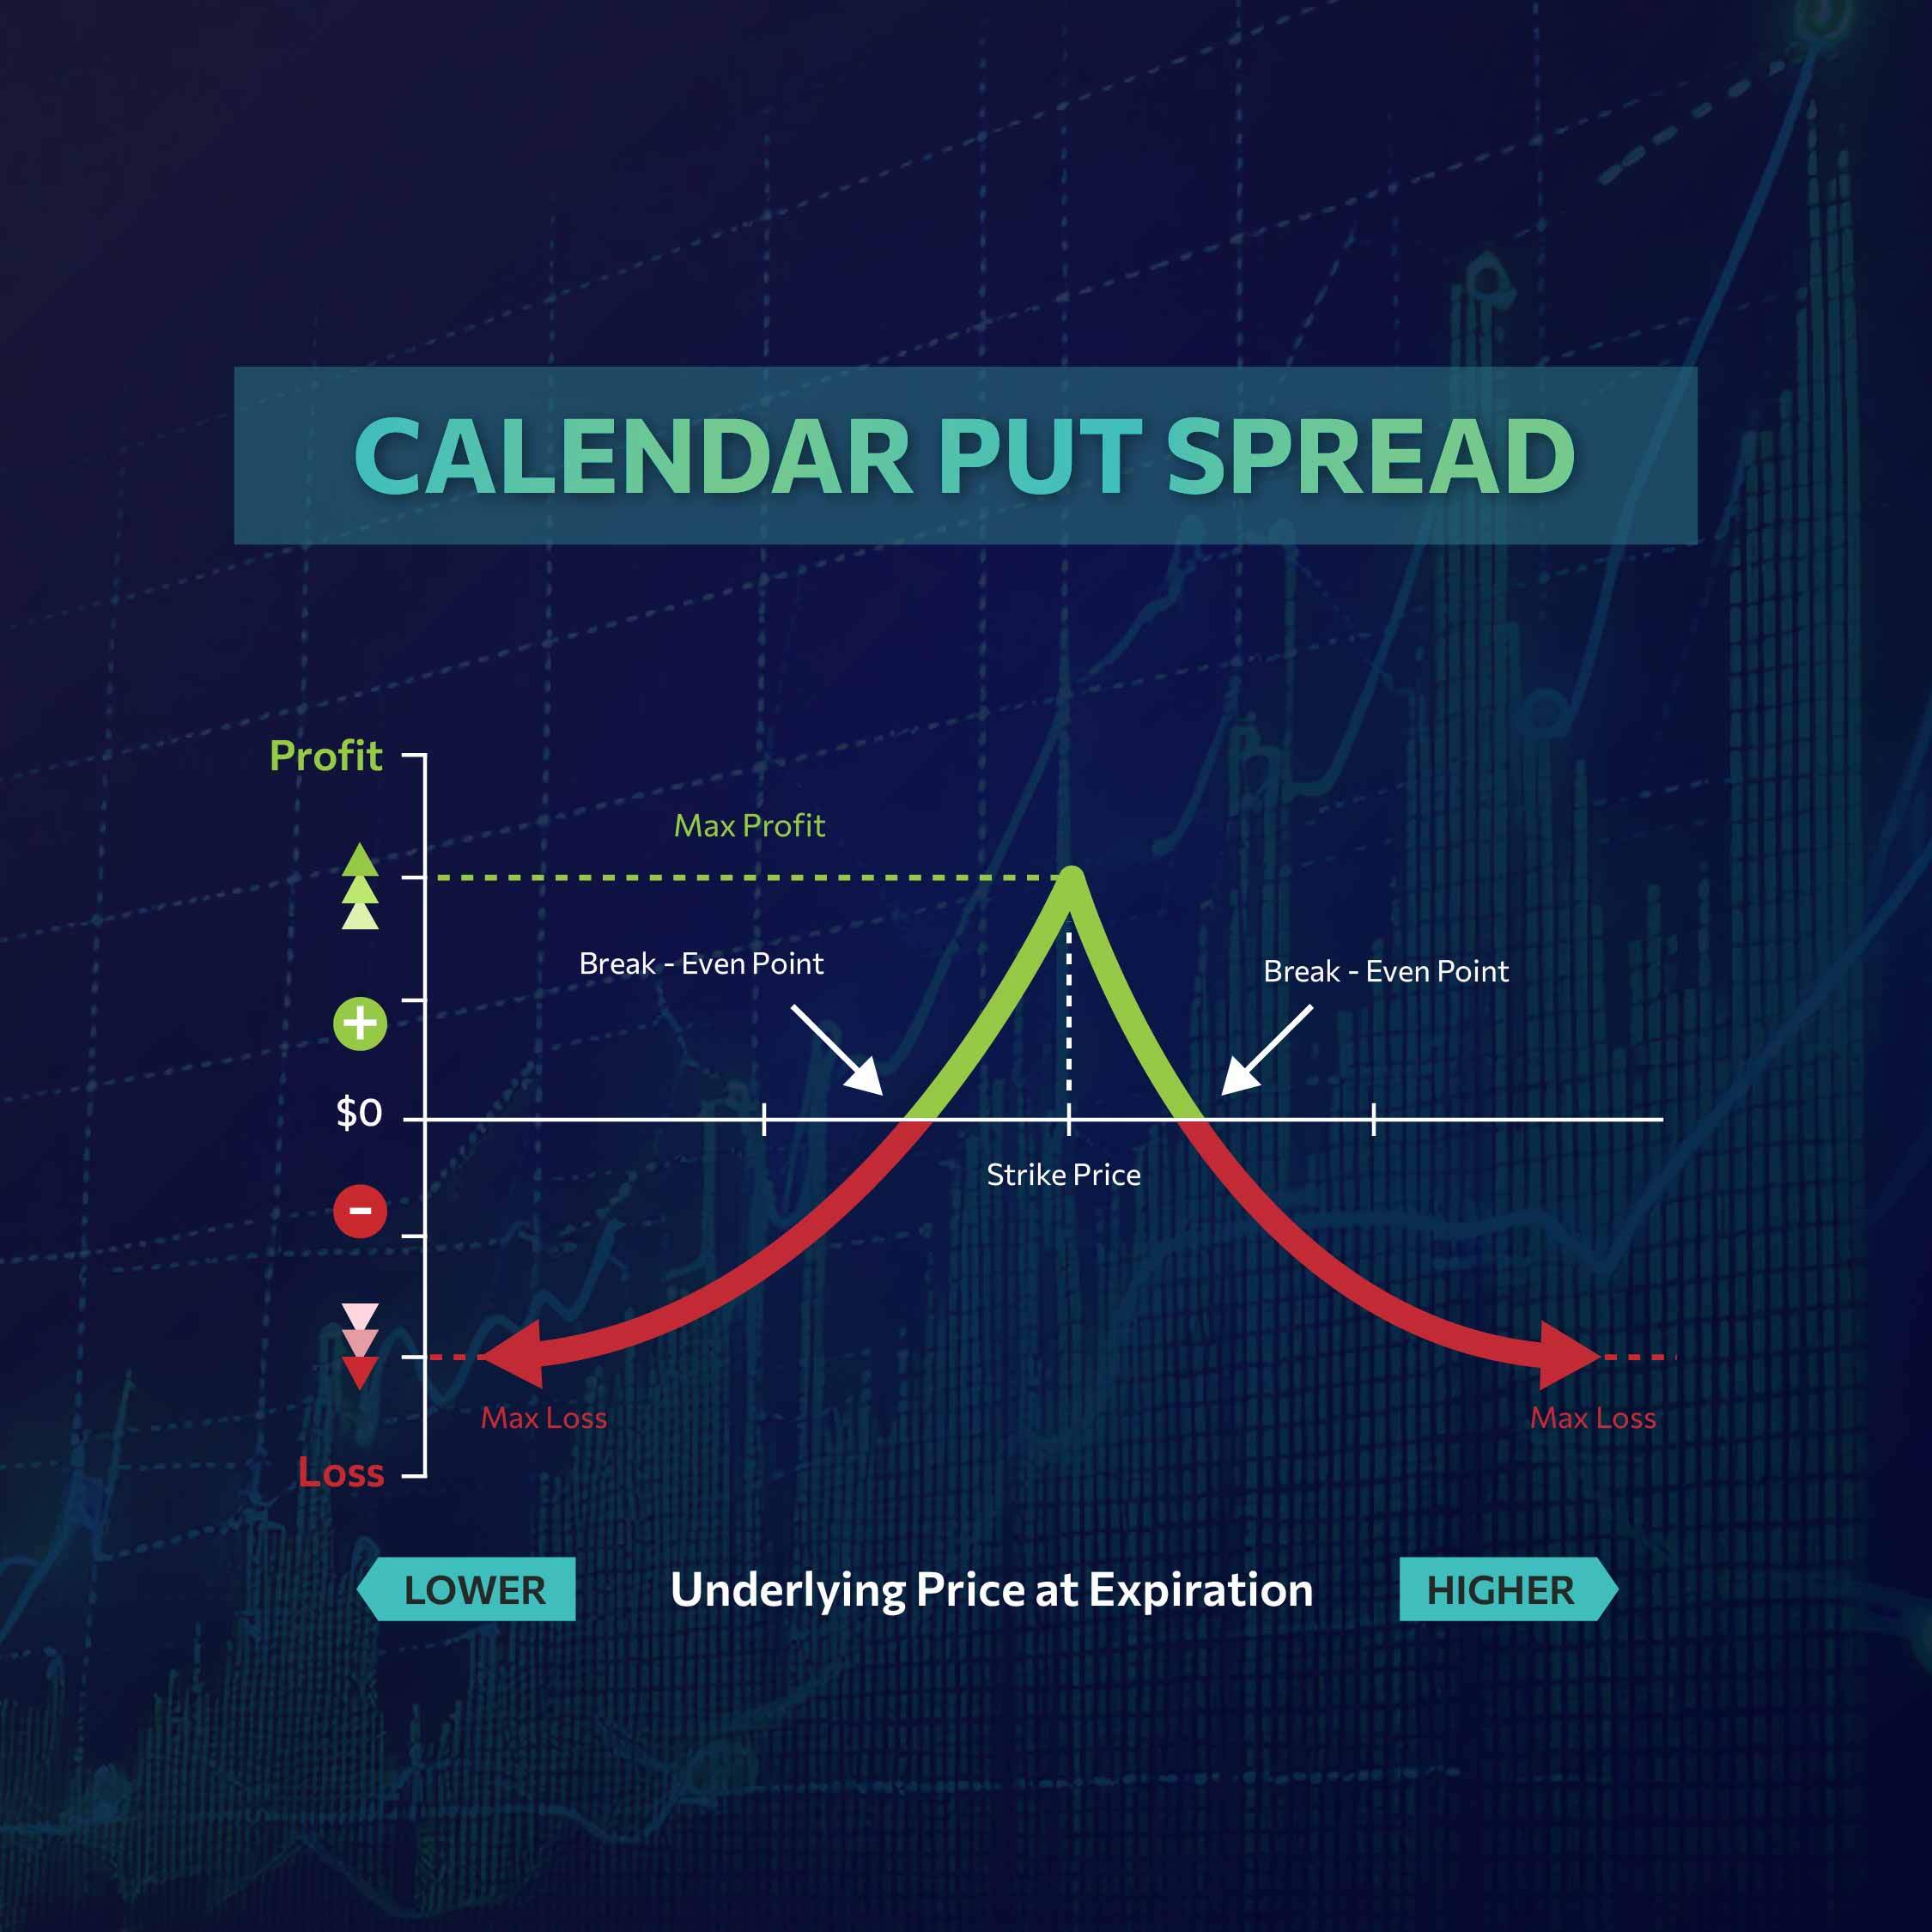 CALENDAR PUT SPREAD
Profit
Max Profit
Break - Even Point
Break - Even Point
+
$0
Strike Price
-
Max Loss
Max Loss
Loss
LOWER
Underlying Price at Expiration
HIGHER